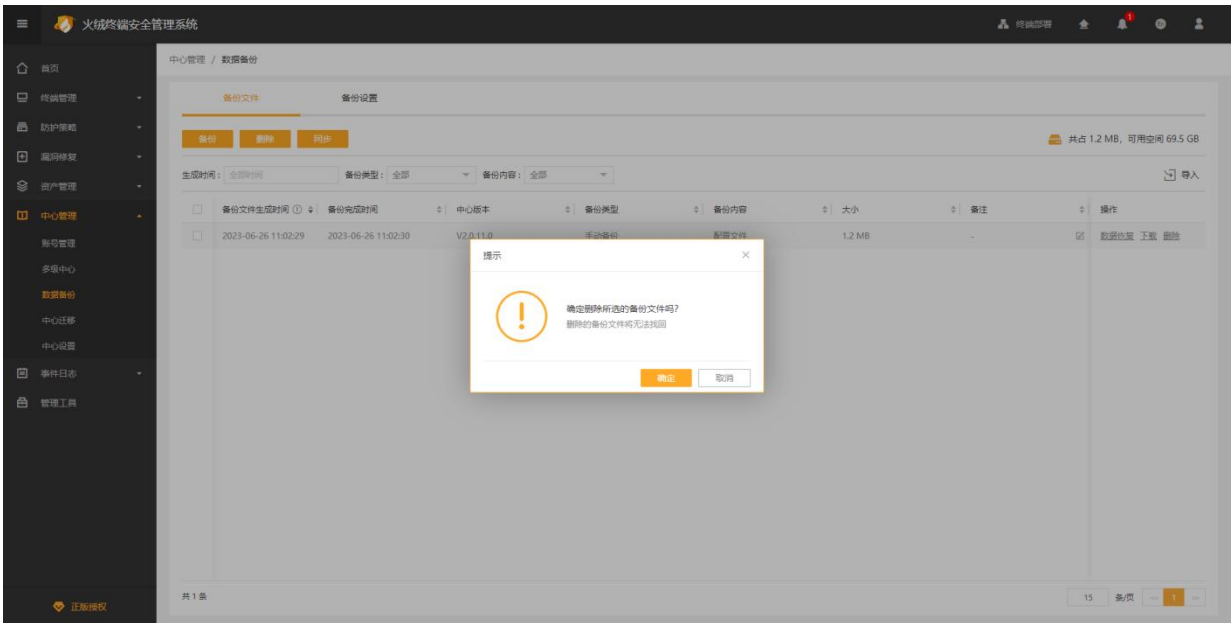 火绒终端安全管理系统
终端部署
1
中心管理 / 数据备份
首页
终端管理
防护策略
漏洞修复
资产管理
中心管理
账号管理
多级中心
数据备份
中心迁移
中心设置
事件日志
管理工具
正版授权
备份文件 备份设置
备份 删除 同步
共占 1.2 MB，可用空间 69.5 GB
生成时间： 全部时间 备份类型： 全部 备份内容： 全部
导入
备份文件生成时间 备份完成时间 中心版本 备份类型 备份内容 大小 备注 操作
2023-06-26 11:02:29 2023-06-26 11:02:30 V2.0.11.0 手动备份 配置文件 1.2 MB - 数据恢复 下载 删除
提示
确定删除所选的备份文件吗?
删除的备份文件将无法找回
确定 取消
共 1 条
15 条/页 1